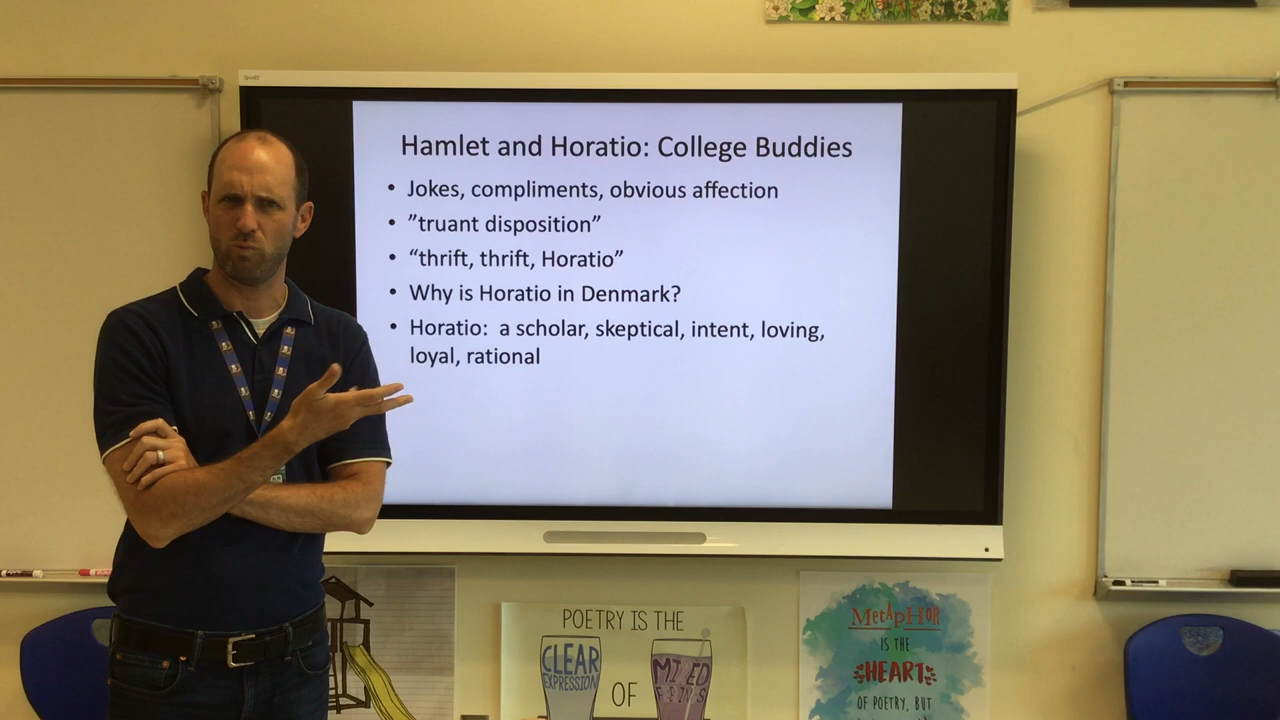 SMART
Hamlet and Horatio: College Buddies
• Jokes, compliments, obvious affection
• ”truant disposition”
• “thrift, thrift, Horatio”
• Why is Horatio in Denmark?
• Horatio: a scholar, skeptical, intent, loving,
loyal, rational
POETRY IS THE
CLEAR
EXPRESSION
OF
MIXED
METAPHOR
IS THE
HEART
OF POETRY, BUT